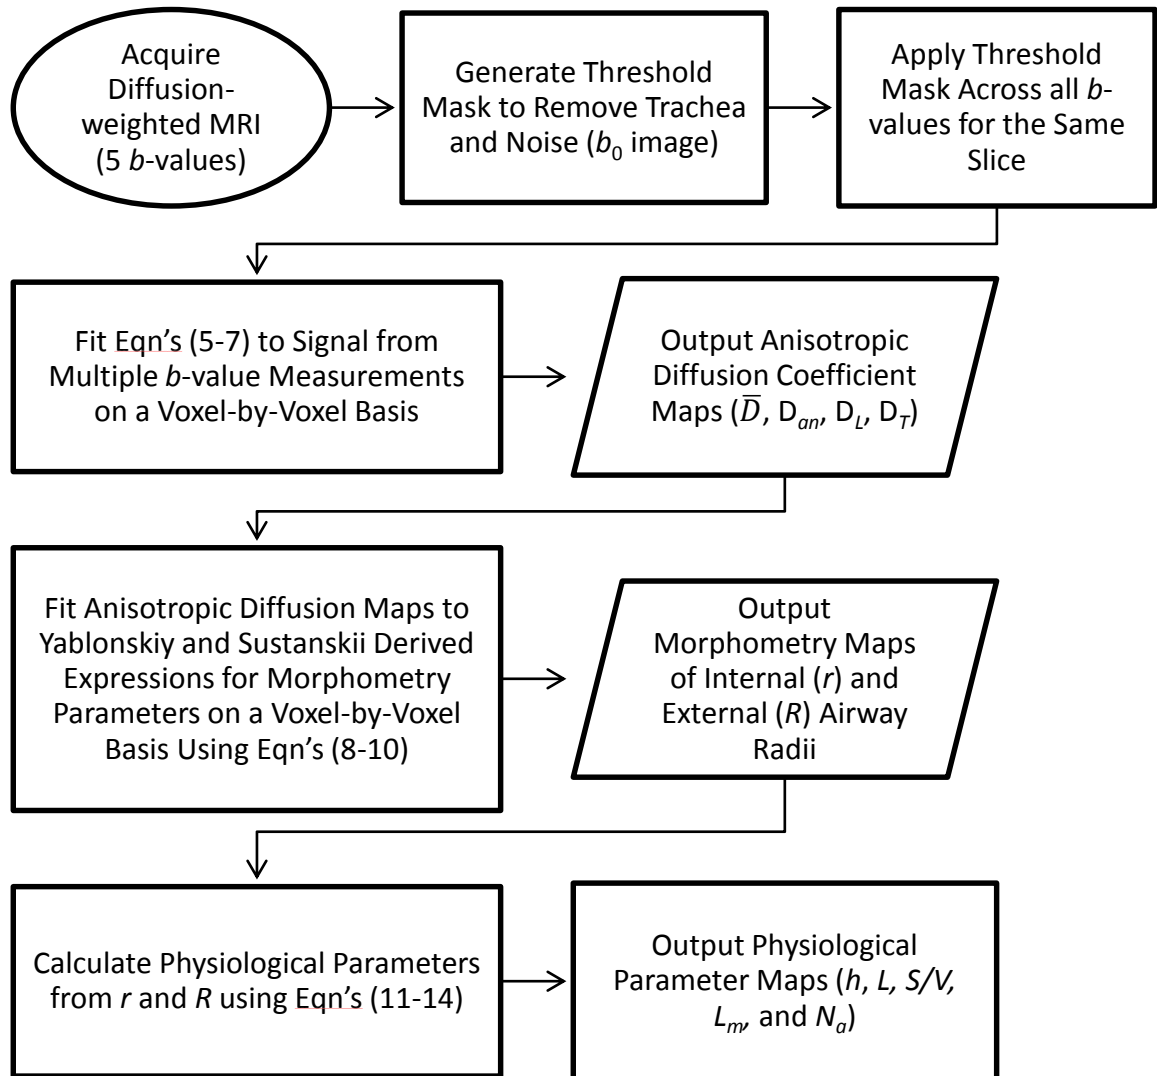 Acquire
Diffusion-
weighted MRI
(5 b-values)
Generate Threshold
Mask to Remove Trachea
and Noise (b₀ image)
Apply Threshold
Mask Across all b-
values for the Same
Slice
Fit Eqn's (5-7) to Signal from
Multiple b-value Measurements
on a Voxel-by-Voxel Basis
Output Anisotropic
Diffusion Coefficient
Maps (D̅, Dₐₙ, D_L, D_T)
Fit Anisotropic Diffusion Maps to
Yablonskiy and Sustanskii Derived
Expressions for Morphometry
Parameters on a Voxel-by-Voxel
Basis Using Eqn's (8-10)
Output
Morphometry Maps
of Internal (r) and
External (R) Airway
Radii
Calculate Physiological Parameters
from r and R using Eqn's (11-14)
Output Physiological
Parameter Maps (h, L, S/V,
Lₘ, and Nₐ)